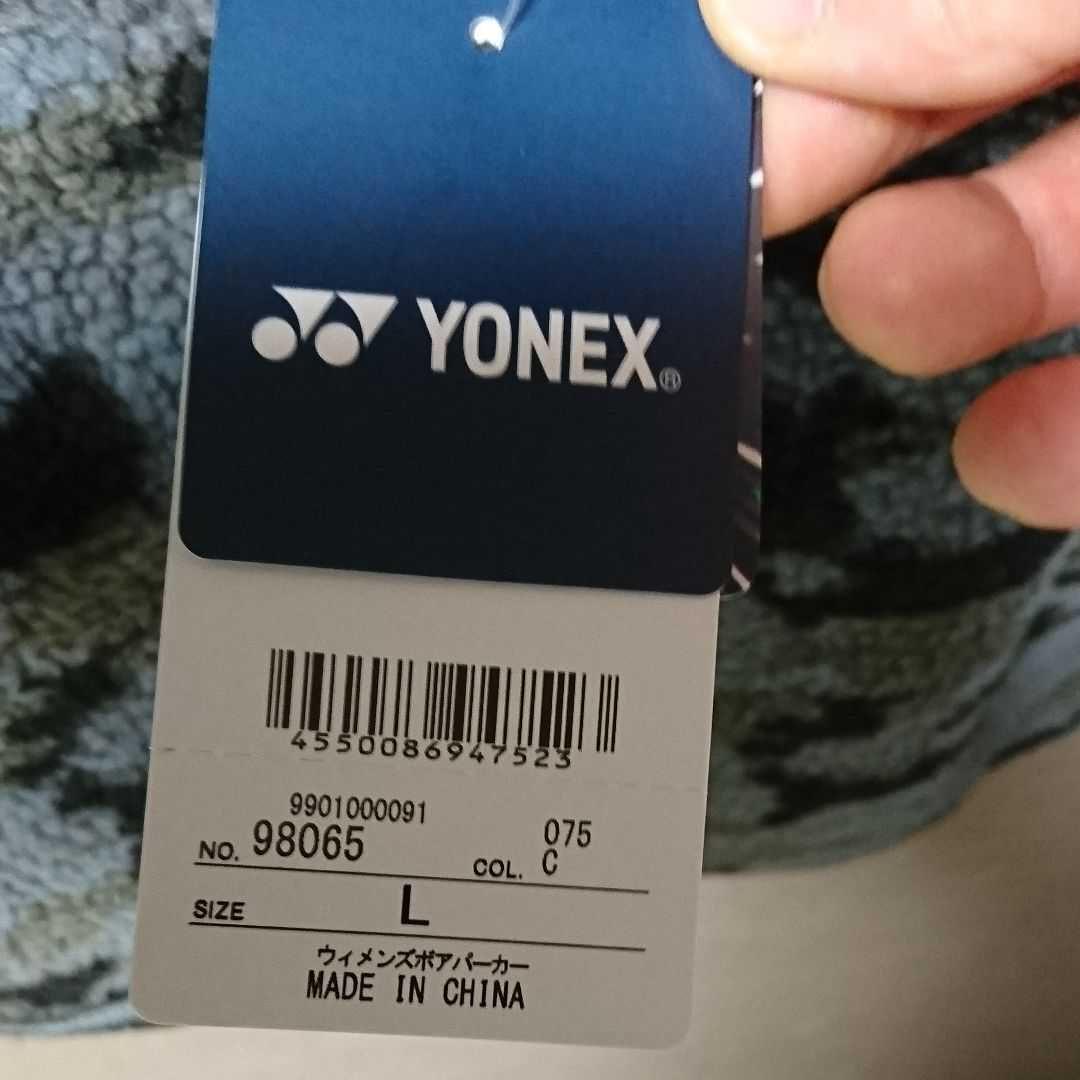 YONEX®
4550086947523
9901000091
NO. 98065
075
COL. C
SIZE L
ウィメンズボアパーカー
MADE IN CHINA